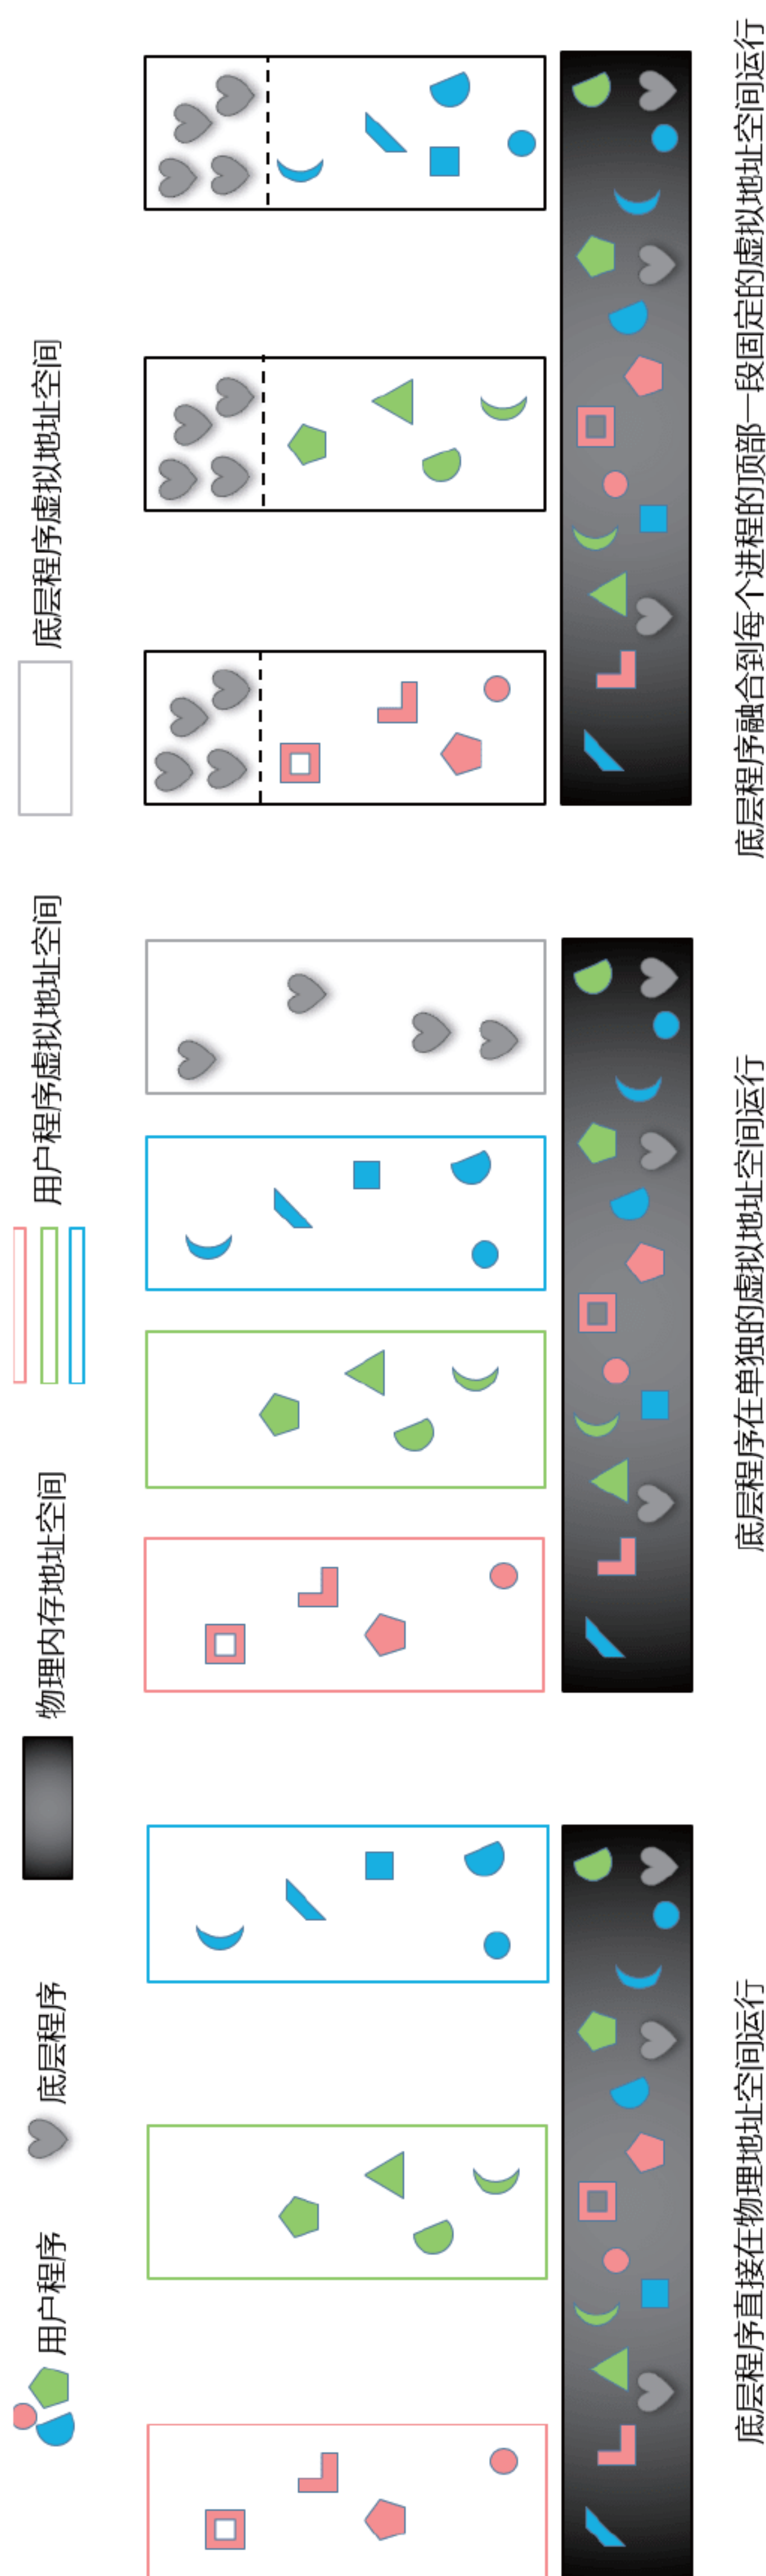 用户程序
底层程序
物理内存地址空间
用户程序虚拟地址空间
底层程序虚拟地址空间
底层程序直接在物理地址空间运行
底层程序在单独的虚拟地址空间运行
底层程序融合到每个进程的顶部一段固定的虚拟地址空间运行